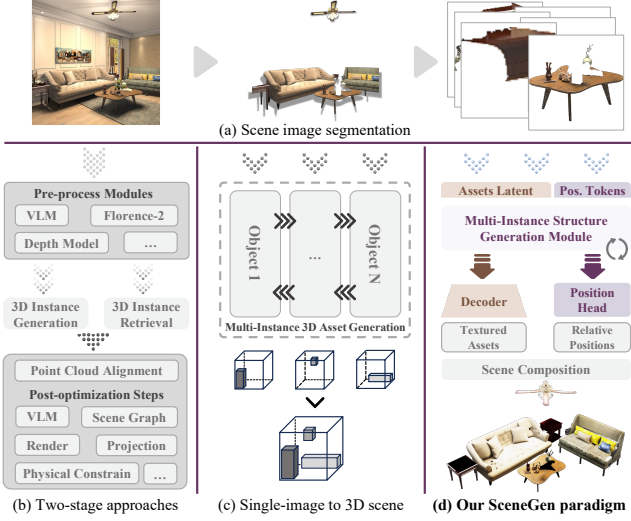 (a) Scene image segmentation
Pre-process Modules
VLM
Florence-2
Depth Model
...
3D Instance
Generation
3D Instance
Retrieval
Point Cloud Alignment
Post-optimization Steps
VLM
Scene Graph
Render
Projection
Physical Constrain
...
(b) Two-stage approaches
Object 1
...
Object N
Multi-Instance 3D Asset Generation
(c) Single-image to 3D scene
Assets Latent
Pos. Tokens
Multi-Instance Structure
Generation Module
Decoder
Position
Head
Textured
Assets
Relative
Positions
Scene Composition
(d) Our SceneGen paradigm